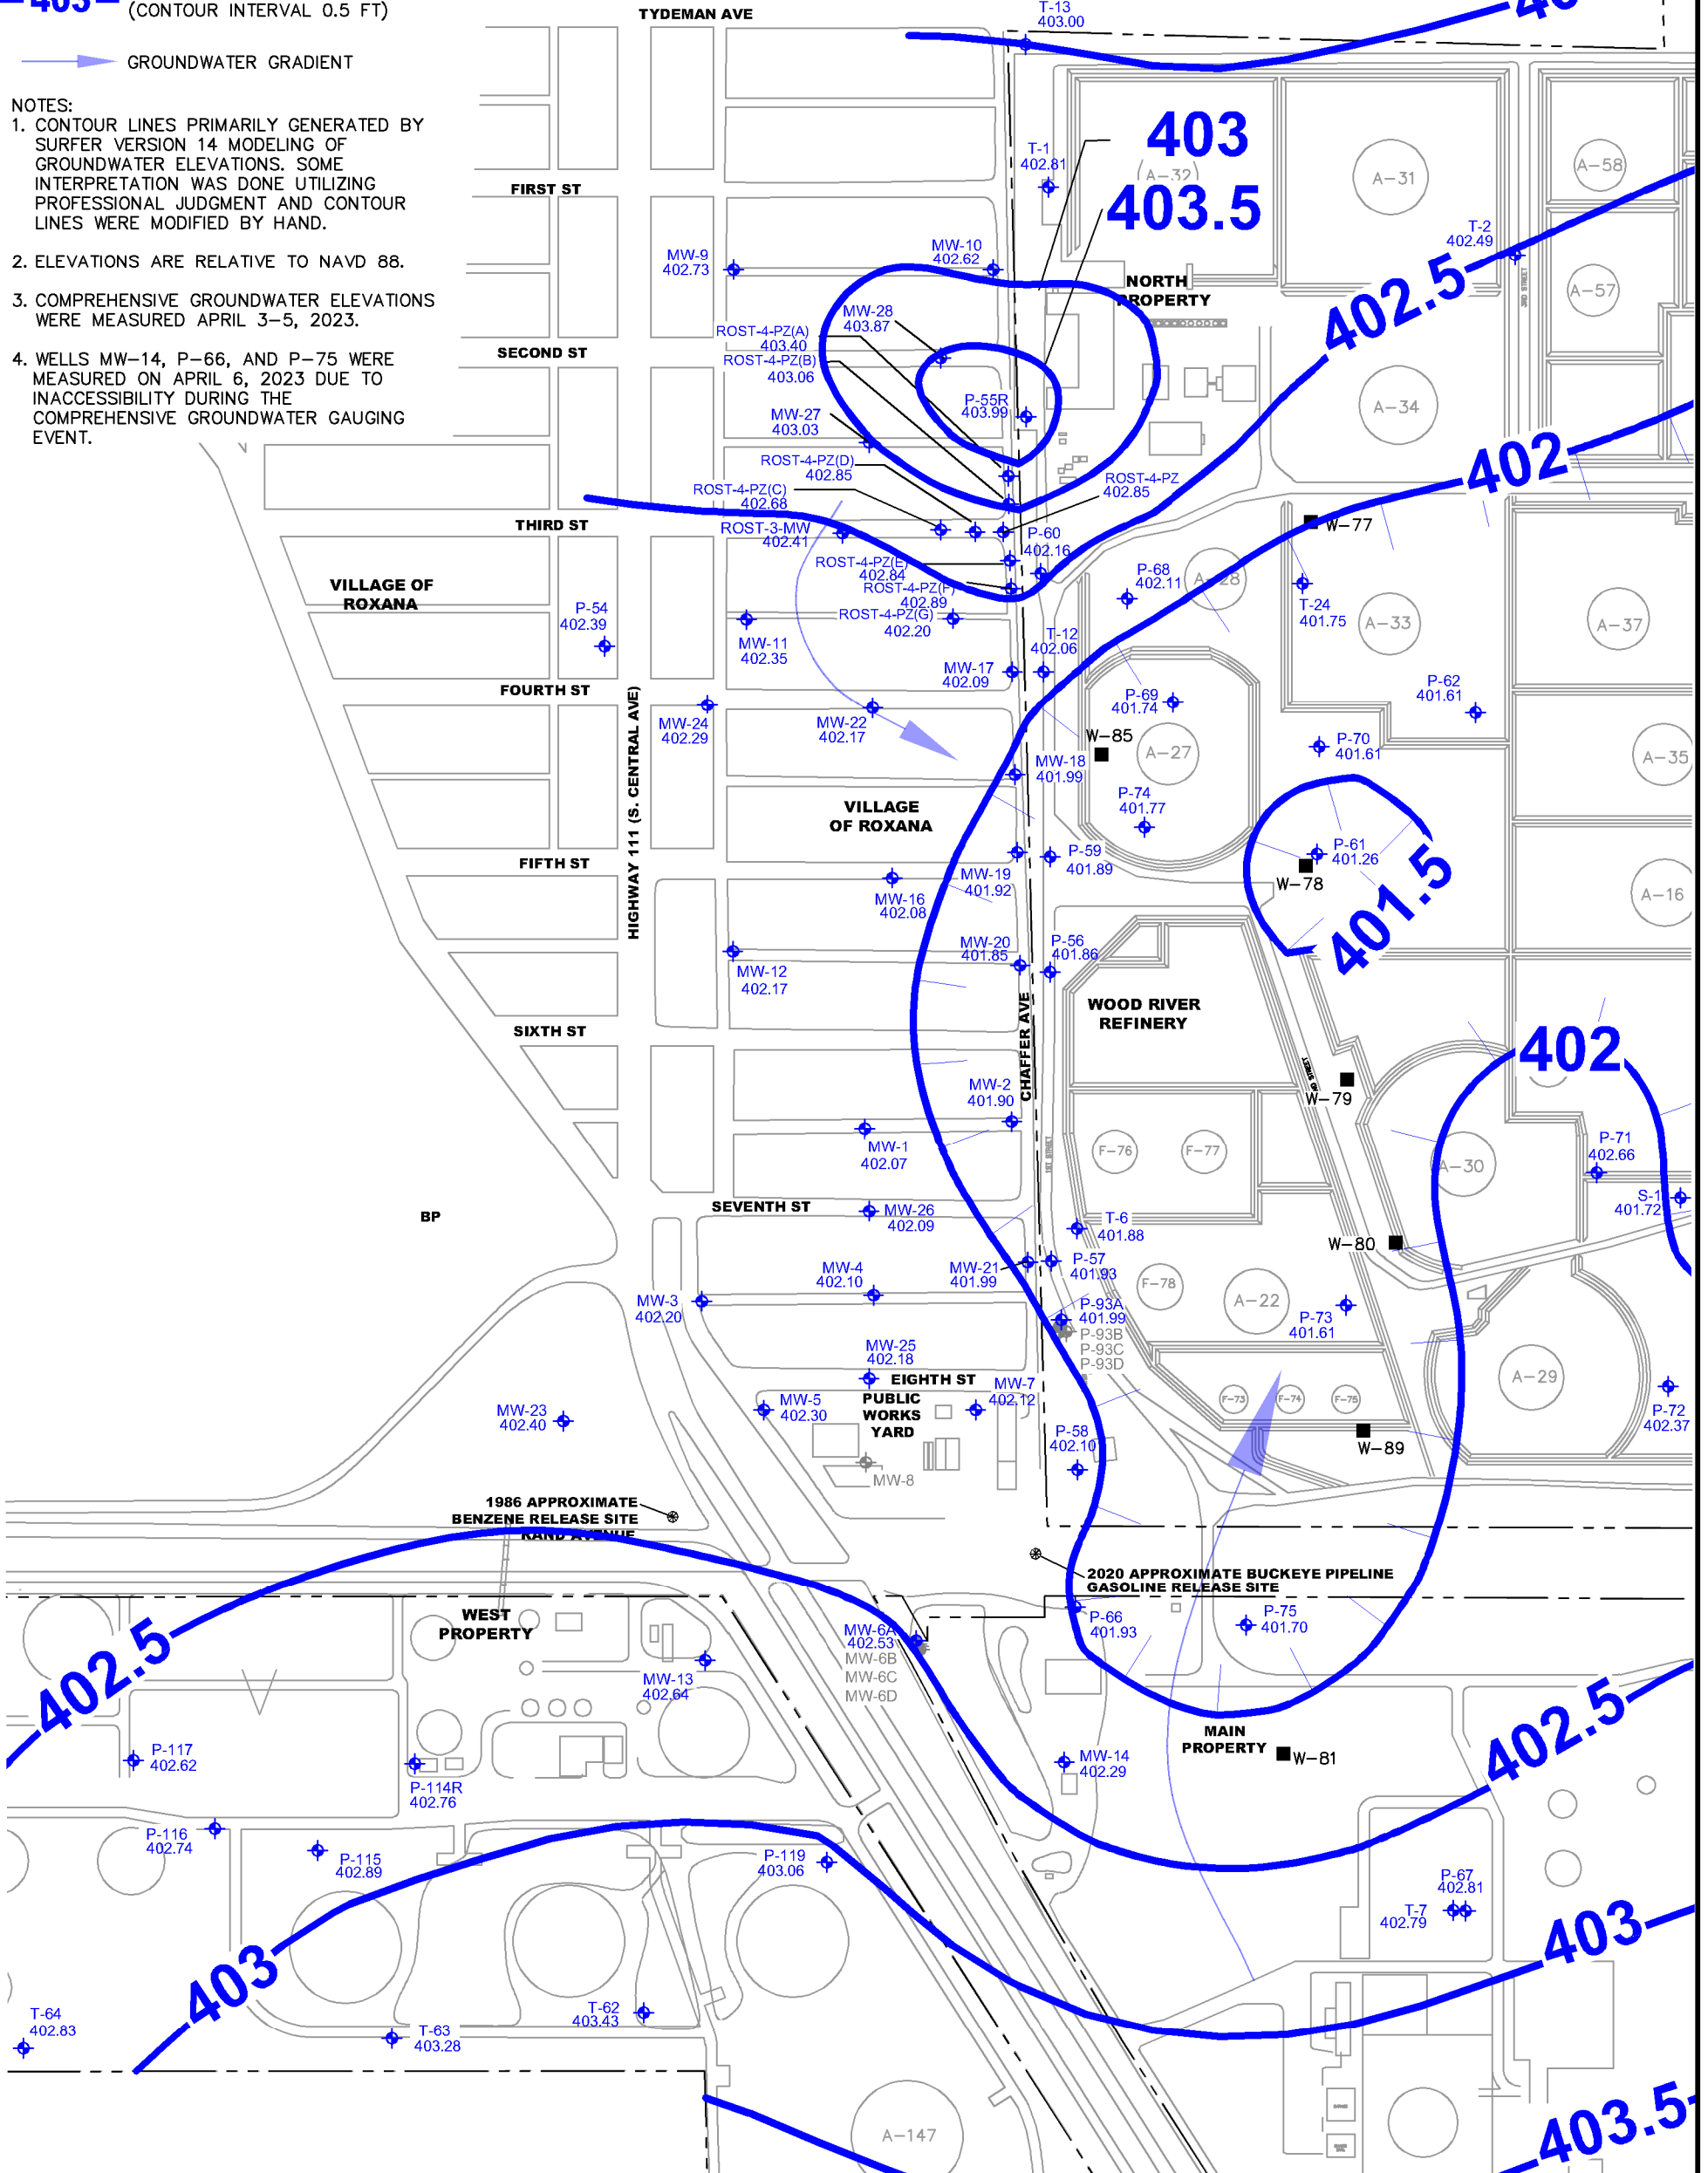 403 (CONTOUR INTERVAL 0.5 FT)
GROUNDWATER GRADIENT
NOTES:
1. CONTOUR LINES PRIMARILY GENERATED BY
SURFER VERSION 14 MODELING OF
GROUNDWATER ELEVATIONS. SOME
INTERPRETATION WAS DONE UTILIZING
PROFESSIONAL JUDGMENT AND CONTOUR
LINES WERE MODIFIED BY HAND.
2. ELEVATIONS ARE RELATIVE TO NAVD 88.
3. COMPREHENSIVE GROUNDWATER ELEVATIONS
WERE MEASURED APRIL 3-5, 2023.
4. WELLS MW-14, P-66, AND P-75 WERE
MEASURED ON APRIL 6, 2023 DUE TO
INACCESSIBILITY DURING THE
COMPREHENSIVE GROUNDWATER GAUGING
EVENT.
TYDEMAN AVE
T-13
403.00
403
403.5
T-1
402.81
A-32
A-31
A-58
FIRST ST
T-2
402.49
MW-9
402.73
MW-10
402.62
NORTH
PROPERTY
3RD STREET
A-57
402.5
MW-28
403.87
ROST-4-PZ(A)
403.40
ROST-4-PZ(B)
403.06
SECOND ST
P-55R
403.99
A-34
MW-27
403.03
402
ROST-4-PZ(D)
402.85
ROST-4-PZ
402.85
ROST-4-PZ(C)
402.68
THIRD ST
ROST-3-MW
402.41
P-60
402.16
W-77
ROST-4-PZ(E)
402.84
ROST-4-PZ(F)
402.89
P-68
402.11
A-28
VILLAGE OF
ROXANA
P-54
402.39
ROST-4-PZ(G)
402.20
T-24
401.75
A-33
A-37
MW-11
402.35
T-12
402.06
MW-17
402.09
FOURTH ST
P-69
401.74
P-62
401.61
MW-24
402.29
MW-22
402.17
W-85
A-27
P-70
401.61
A-35
MW-18
401.99
HIGHWAY 111 (S. CENTRAL AVE)
VILLAGE
OF ROXANA
P-74
401.77
FIFTH ST
P-59
401.89
P-61
401.26
W-78
MW-19
401.92
MW-16
402.08
401.5
A-16
MW-20
401.85
P-56
401.86
MW-12
402.17
WOOD RIVER
REFINERY
SIXTH ST
CHAFFER AVE
402
MW-2
401.90
W-79
MW-1
402.07
1ST STREET
F-76
F-77
A-30
P-71
402.66
SEVENTH ST
BP
MW-26
402.09
T-6
401.88
S-1
401.72
W-80
MW-4
402.10
MW-21
401.99
P-57
401.93
F-78
A-22
MW-3
402.20
P-93A
401.99
P-93B
P-93C
P-93D
P-73
401.61
MW-25
402.18
EIGHTH ST
MW-7
402.12
F-73
F-74
F-75
A-29
MW-23
402.40
MW-5
402.30
PUBLIC
WORKS
YARD
P-72
402.37
P-58
402.10
W-89
MW-8
1986 APPROXIMATE
BENZENE RELEASE SITE
RAND AVENUE
2020 APPROXIMATE BUCKEYE PIPELINE
GASOLINE RELEASE SITE
WEST
PROPERTY
P-66
401.93
P-75
401.70
402.5
MW-6A
402.53
MW-6B
MW-6C
MW-6D
MW-13
402.64
402.5
MAIN
PROPERTY
W-81
P-117
402.62
MW-14
402.29
P-114R
402.76
P-116
402.74
P-115
402.89
P-119
403.06
P-67
402.81
T-7
402.79
403
403
T-64
402.83
T-62
403.43
T-63
403.28
403.5
A-147